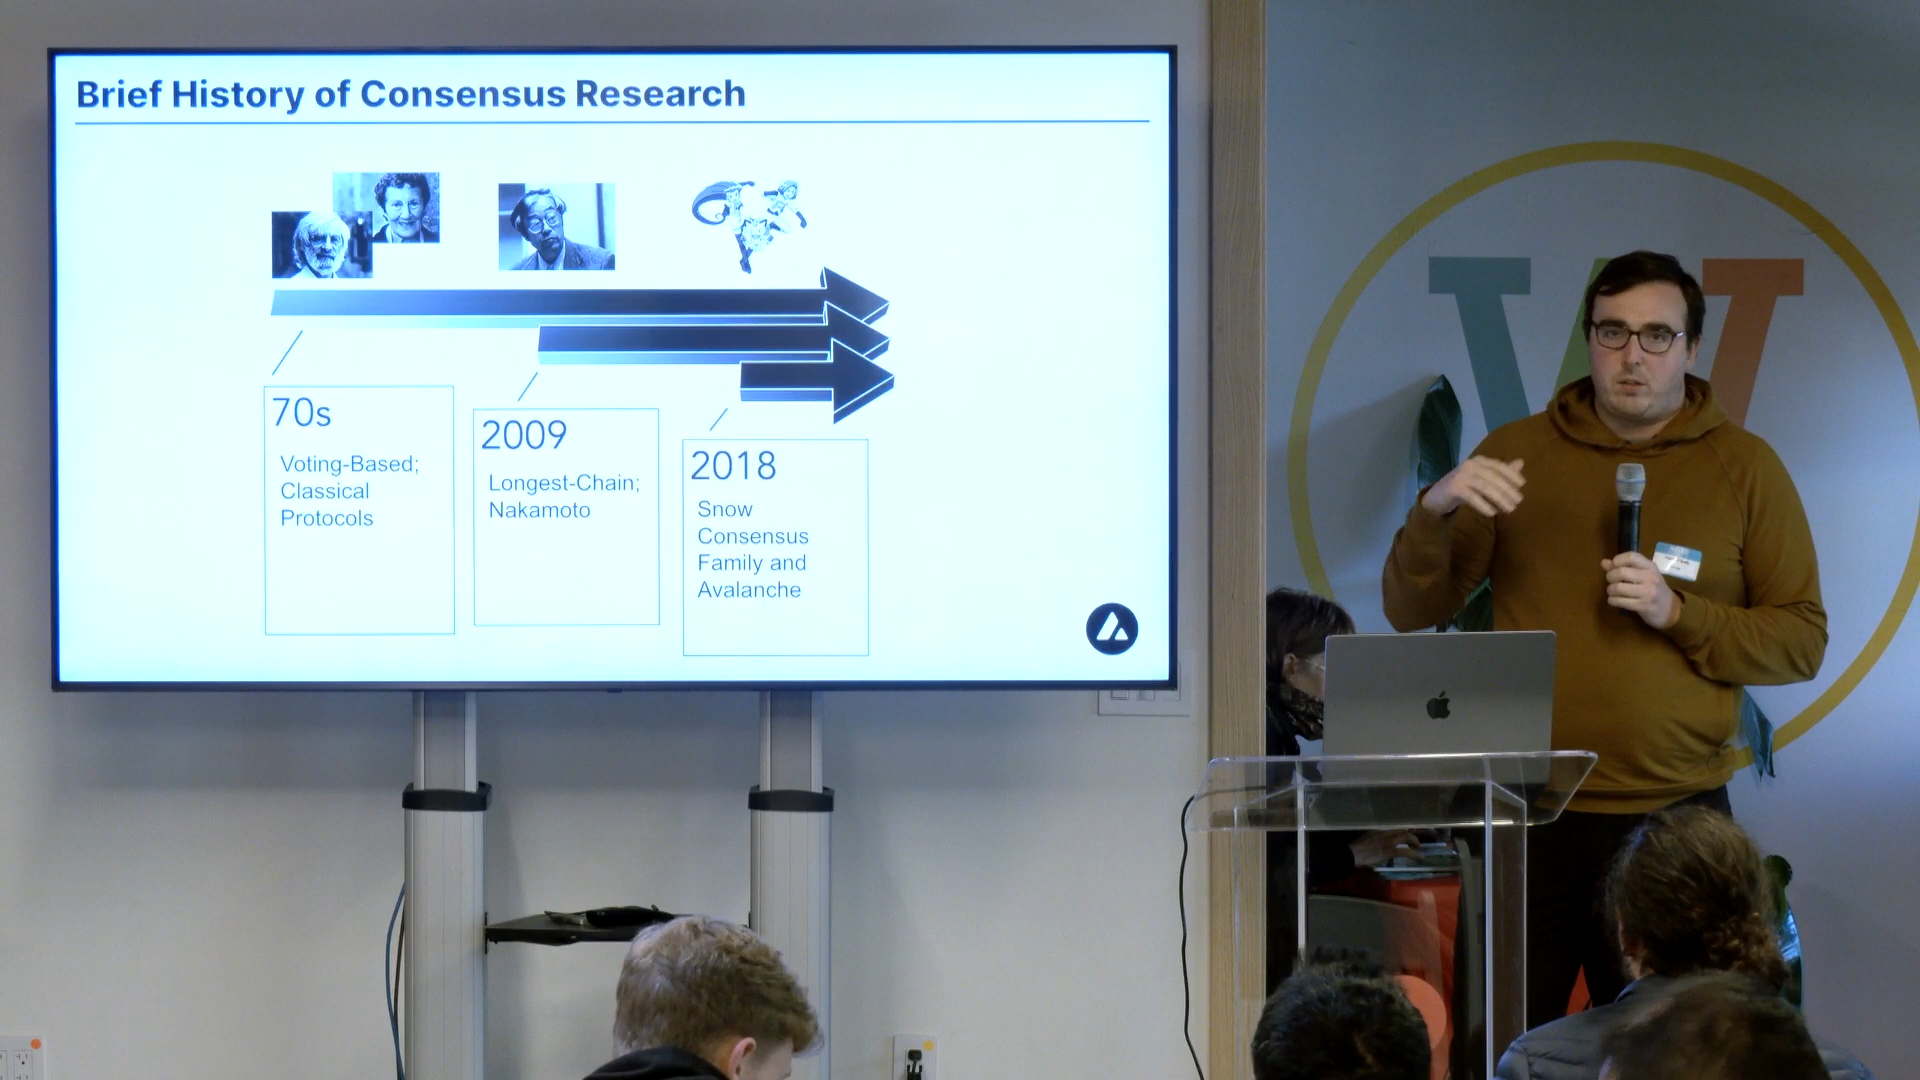 Brief History of Consensus Research
70s
Voting-Based;
Classical
Protocols
2009
Longest-Chain;
Nakamoto
2018
Snow
Consensus
Family and
Avalanche
W